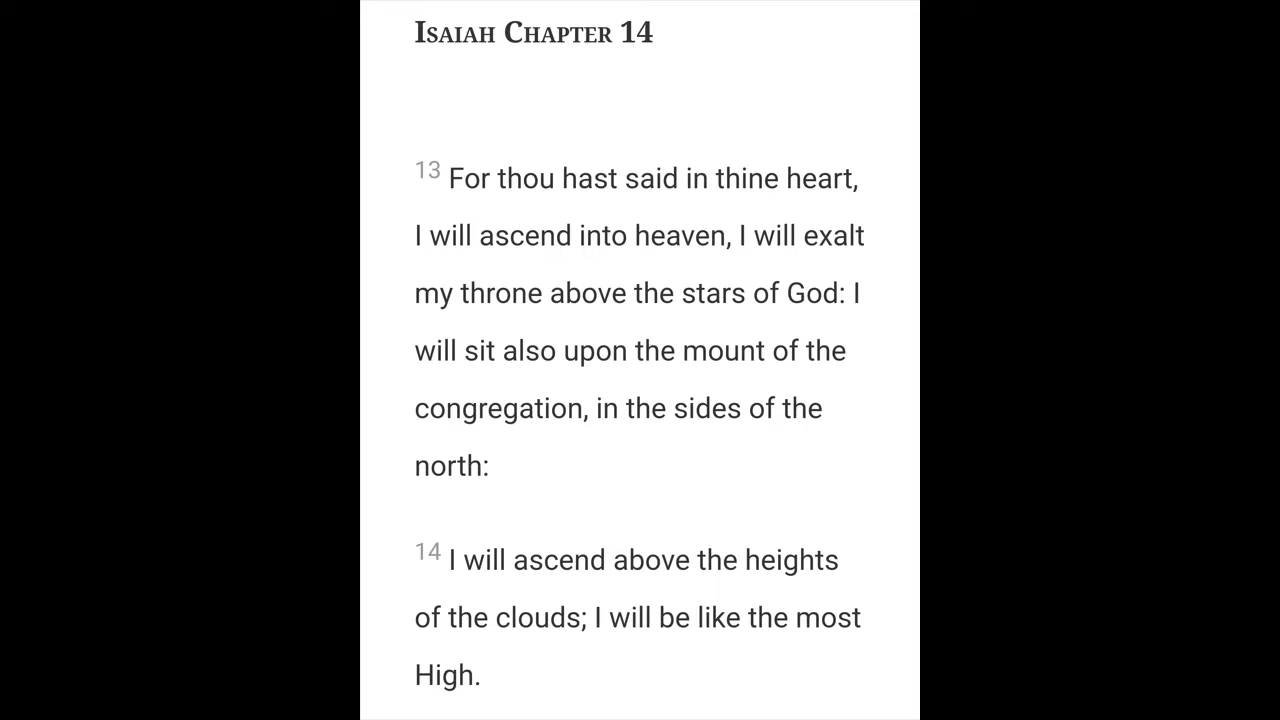 Isaiah Chapter 14
13 For thou hast said in thine heart,
I will ascend into heaven, I will exalt
my throne above the stars of God: I
will sit also upon the mount of the
congregation, in the sides of the
north:
14 I will ascend above the heights
of the clouds; I will be like the most
High.